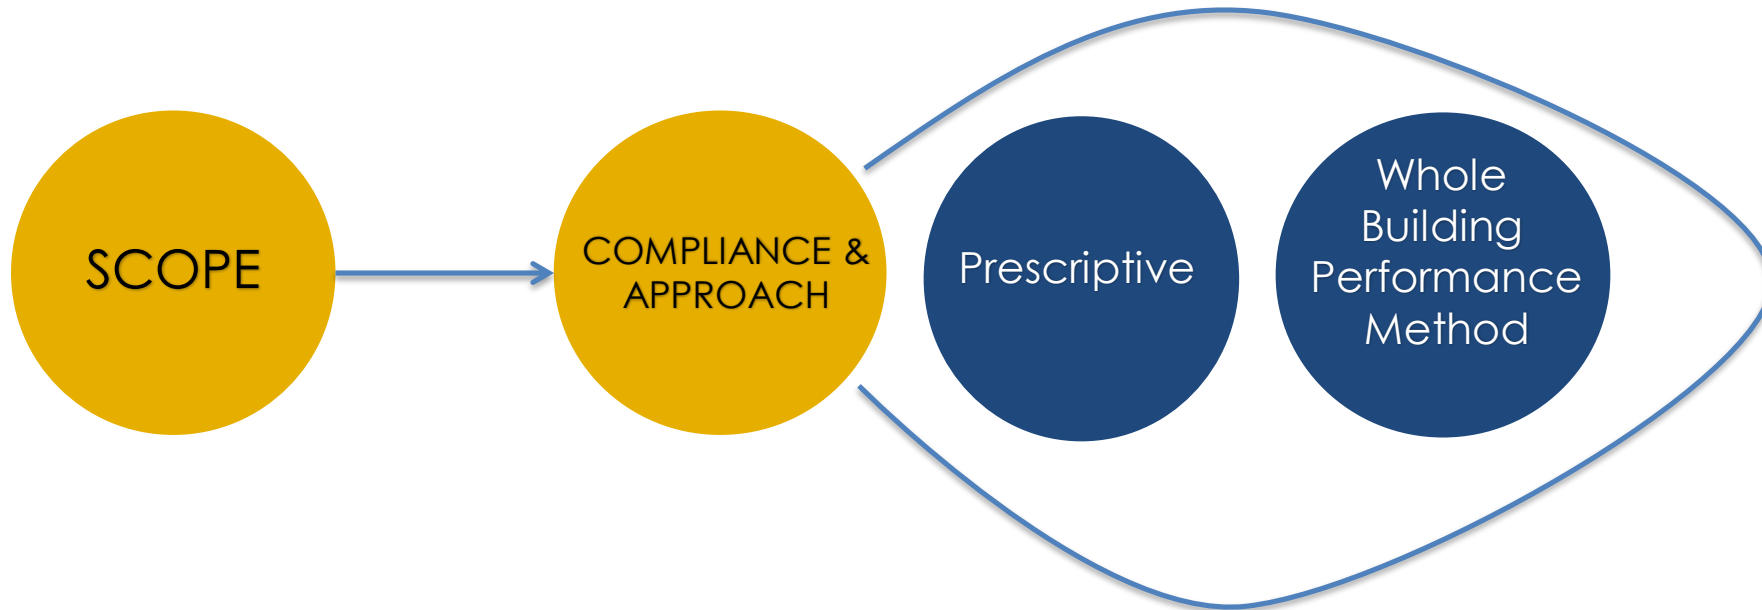 SCOPE
COMPLIANCE &
APPROACH
Prescriptive
Whole
Building
Performance
Method